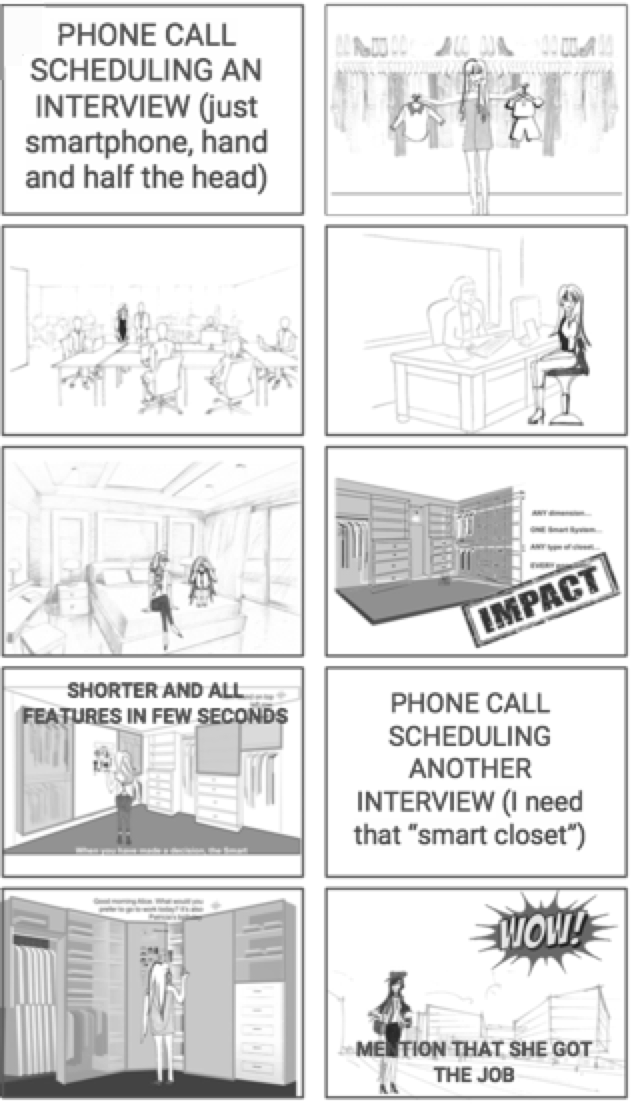 PHONE CALL
SCHEDULING AN
INTERVIEW (just
smartphone, hand
and half the head)
ANY dimension...
ONE Smart System...
ANY type of closet...
EVERY
IMPACT
SHORTER AND ALL
FEATURES IN FEW SECONDS
When you have made a decision, the Smart
PHONE CALL
SCHEDULING
ANOTHER
INTERVIEW (I need
that “smart closet”)
Good morning Alice. What would you
prefer to go to work today? It's also
Patricia's
WOW!
MENTION THAT SHE GOT
THE JOB